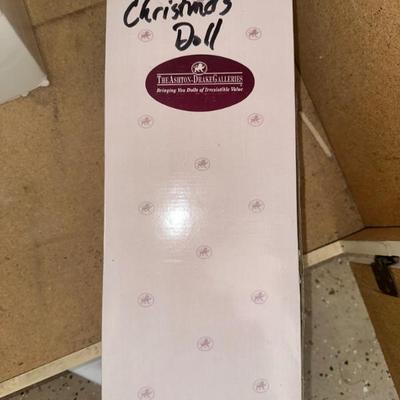 Christmas
Doll
THE ASHTON-DRAKE GALLERIES
Bringing You Dolls of Irresistible Value